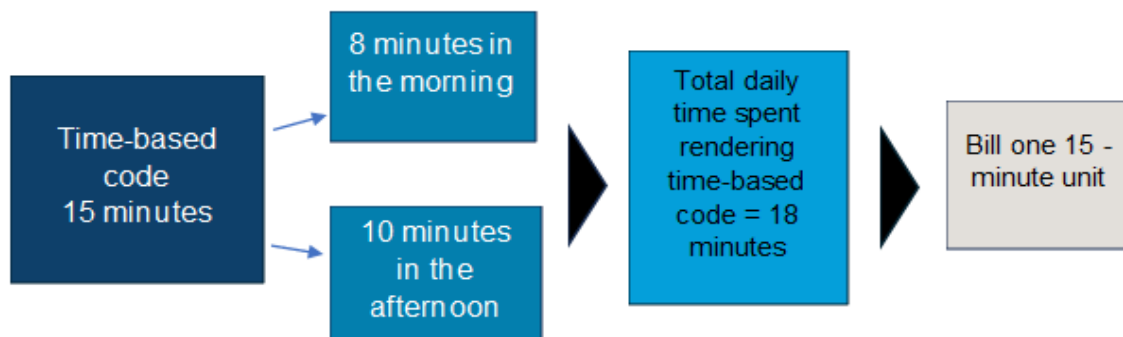 Time-based
code
15 minutes
8 minutes in
the morning
10 minutes
in the
afternoon
Total daily
time spent
rendering
time-based
code = 18
minutes
Bill one 15 -
minute unit